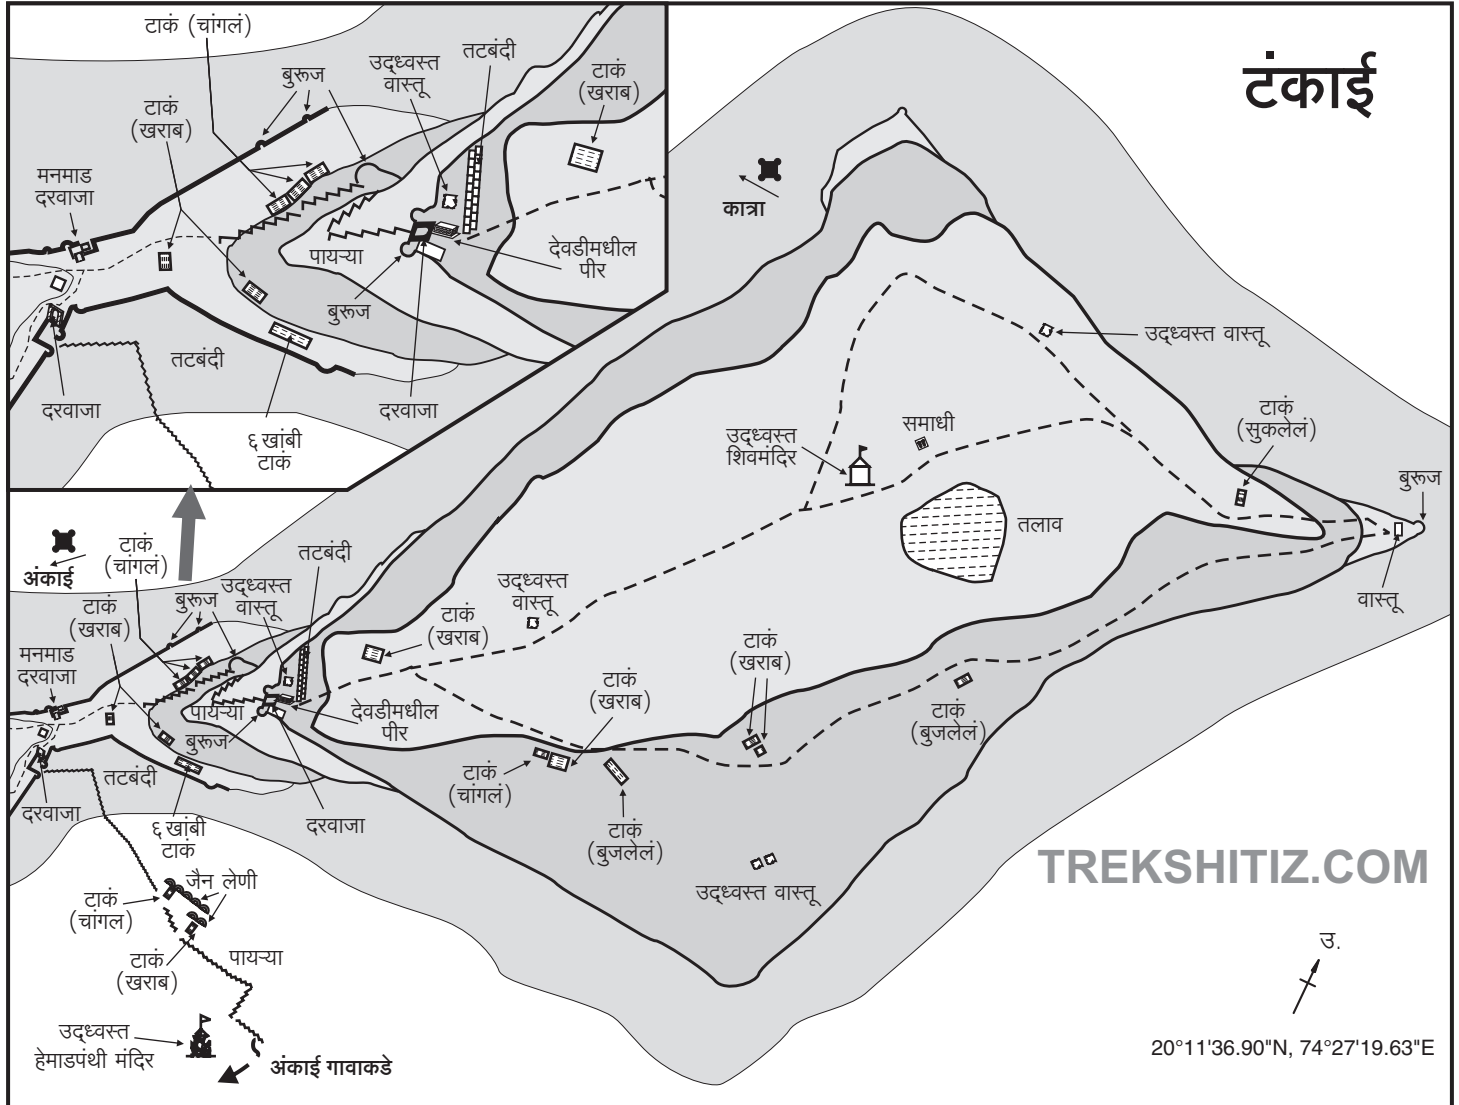 टंकाई
टाकं (चांगलं)
बुरूज
उद्ध्वस्त
वास्तू
तटबंदी
टाकं
(खराब)
टाकं
(खराब)
मनमाड
दरवाजा
पायऱ्या
देवडीमधील
पीर
बुरूज
तटबंदी
दरवाजा
दरवाजा
६ खांबी
टाकं
कात्रा
उद्ध्वस्त वास्तू
टाकं
(सुकलेलं)
बुरूज
समाधी
उद्ध्वस्त
शिवमंदिर
तलाव
वास्तू
अंकाई
टाकं
(चांगलं)
तटबंदी
उद्ध्वस्त
वास्तू
बुरूज
टाकं
(खराब)
उद्ध्वस्त
वास्तू
टाकं
(खराब)
मनमाड
दरवाजा
पायऱ्या
देवडीमधील
पीर
बुरूज
टाकं
(खराब)
टाकं
(खराब)
टाकं
(बुजलेलं)
तटबंदी
दरवाजा
६ खांबी
टाकं
दरवाजा
टाकं
(चांगलं)
टाकं
(बुजलेलं)
उद्ध्वस्त वास्तू
TREKSHITIZ.COM
जैन लेणी
टाकं
(चांगल)
टाकं
(खराब)
पायऱ्या
उद्ध्वस्त
हेमाडपंथी मंदिर
अंकाई गावाकडे
उ.
20°11'36.90"N, 74°27'19.63"E